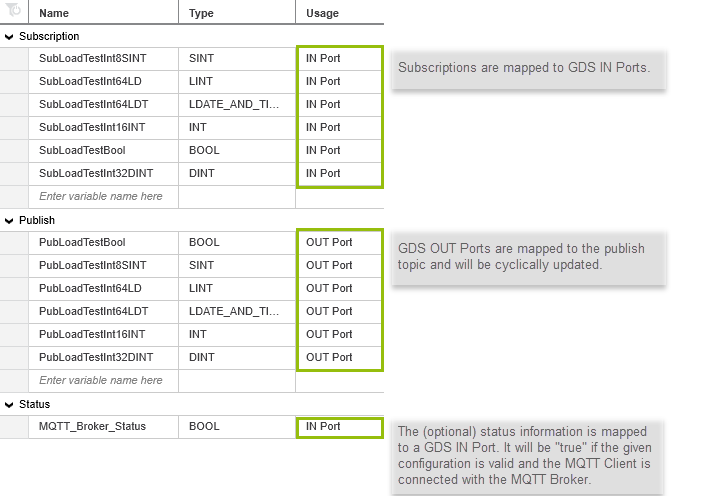 Name Type Usage
Subscription
SubLoadTestInt8SINT SINT IN Port
SubLoadTestInt64LD LINT IN Port
SubLoadTestInt64LDT LDATE_AND_TI... IN Port
SubLoadTestInt16INT INT IN Port
SubLoadTestBool BOOL IN Port
SubLoadTestInt32DINT DINT IN Port
Enter variable name here
Subscriptions are mapped to GDS IN Ports.
Publish
PubLoadTestBool BOOL OUT Port
PubLoadTestInt8SINT SINT OUT Port
PubLoadTestInt64LD LINT OUT Port
PubLoadTestInt64LDT LDATE_AND_TI... OUT Port
PubLoadTestInt16INT INT OUT Port
PubLoadTestInt32DINT DINT OUT Port
Enter variable name here
GDS OUT Ports are mapped to the publish
topic and will be cyclically updated.
Status
MQTT_Broker_Status BOOL IN Port
The (optional) status information is mapped
to a GDS IN Port. It will be "true" if the given
configuration is valid and the MQTT Client is
connected with the MQTT Broker.